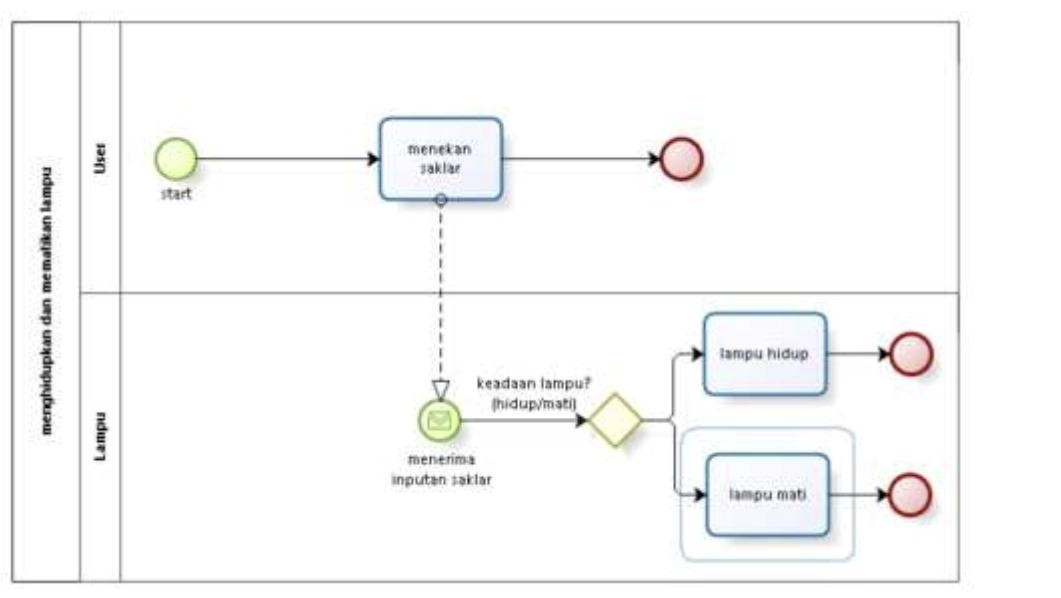 menghidupkan dan mematikan lampu
User
start
menekan
saklar
Lampu
menerima
inputan saklar
keadaan lampu?
(hidup/mati)
lampu hidup
lampu mati